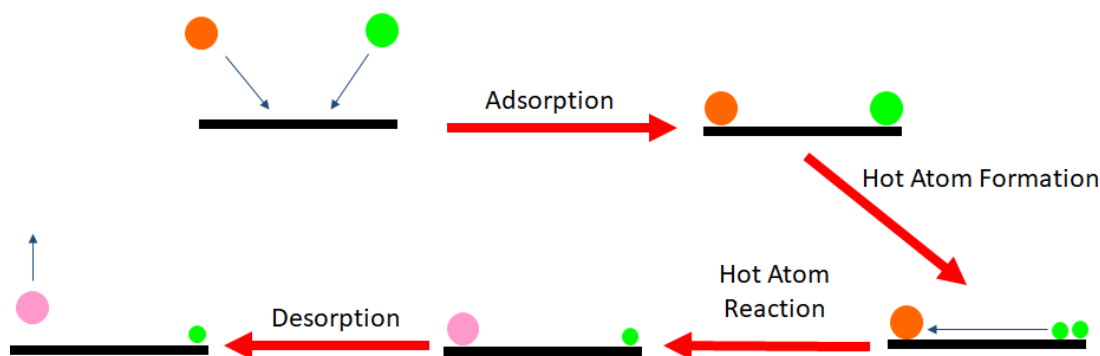 Adsorption
Hot Atom Formation
Hot Atom
Reaction
Desorption